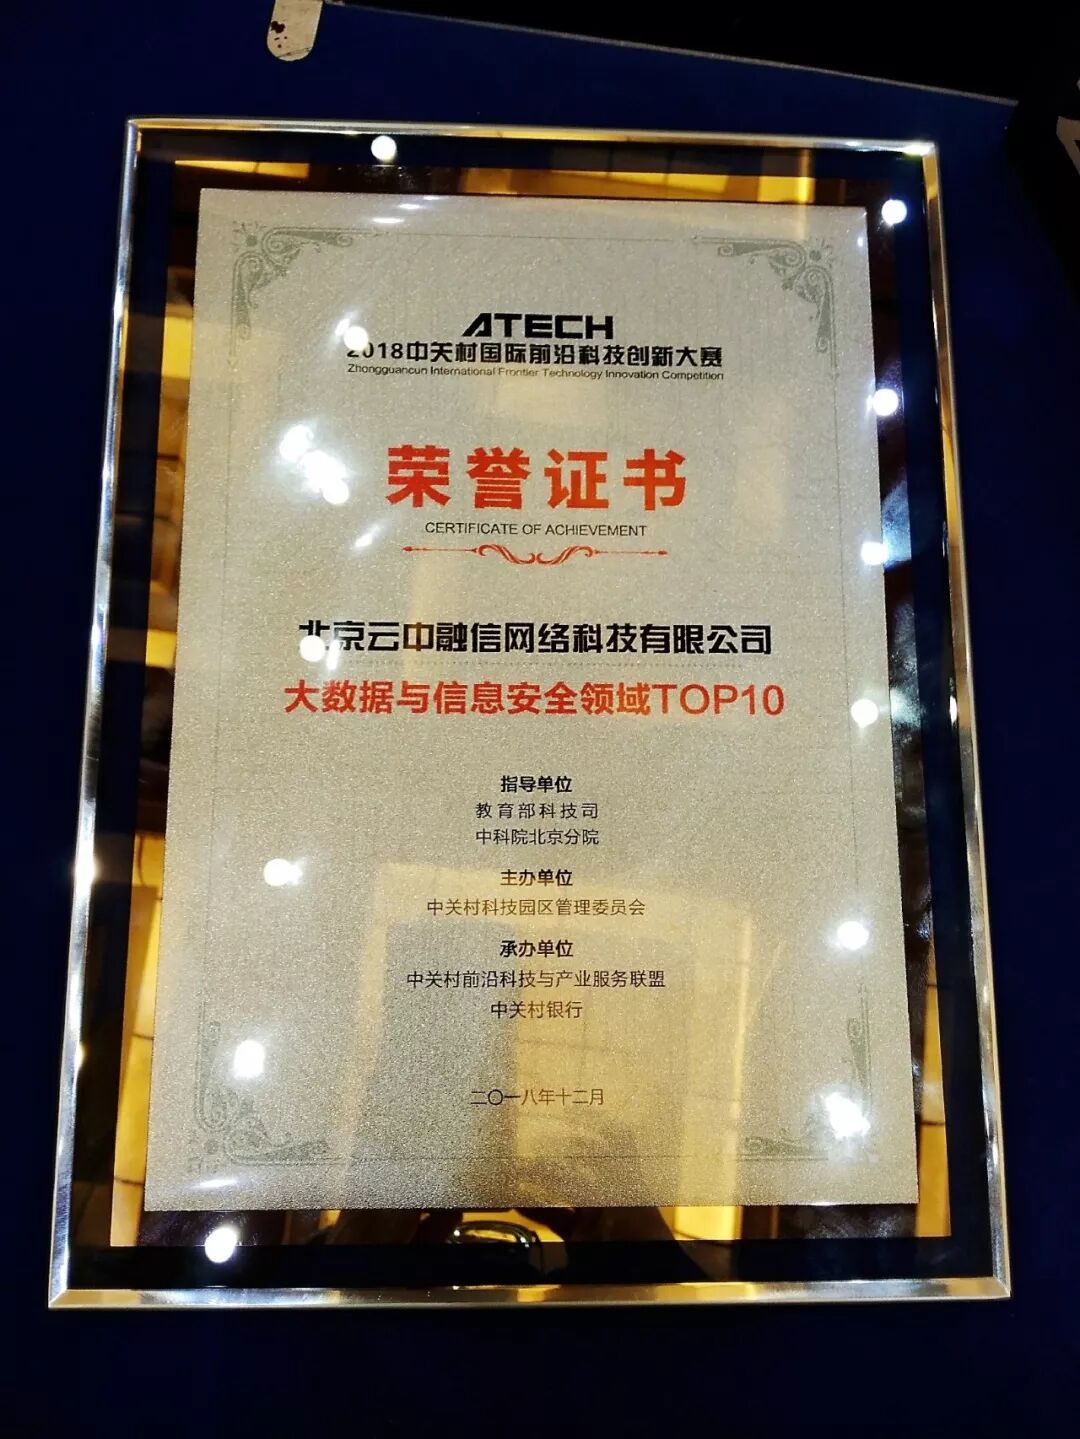 ATECH
2018中关村国际前沿科技创新大赛
Zhongguancun International Frontier Technology Innovation Competition
荣誉证书
CERTIFICATE OF ACHIEVEMENT
北京云中融信网络科技有限公司
大数据与信息安全领域TOP10
指导单位
教育部科技司
中科院北京分院
主办单位
中关村科技园区管理委员会
承办单位
中关村前沿科技与产业服务联盟
中关村银行
二〇一八年十二月